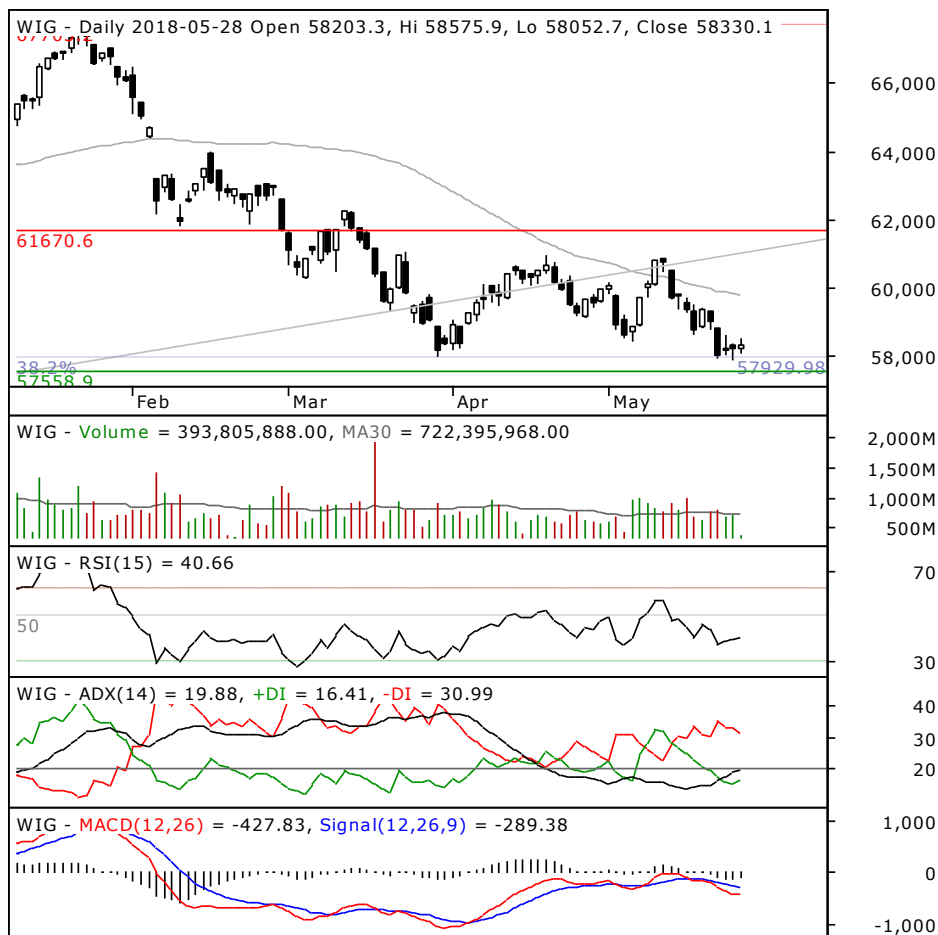 WIG - Daily 2018-05-28 Open 58203.3, Hi 58575.9, Lo 58052.7, Close 58330.1
66,000
64,000
62,000
61670.6
60,000
58,000
38.2%
57929.98
57558.9
Feb
Mar
Apr
May
WIG - Volume = 393,805,888.00, MA30 = 722,395,968.00
2,000M
1,500M
1,000M
500M
WIG - RSI(15) = 40.66
70
50
30
WIG - ADX(14) = 19.88, +DI = 16.41, -DI = 30.99
40
30
20
WIG - MACD(12,26) = -427.83, Signal(12,26,9) = -289.38
1,000
0
-1,000